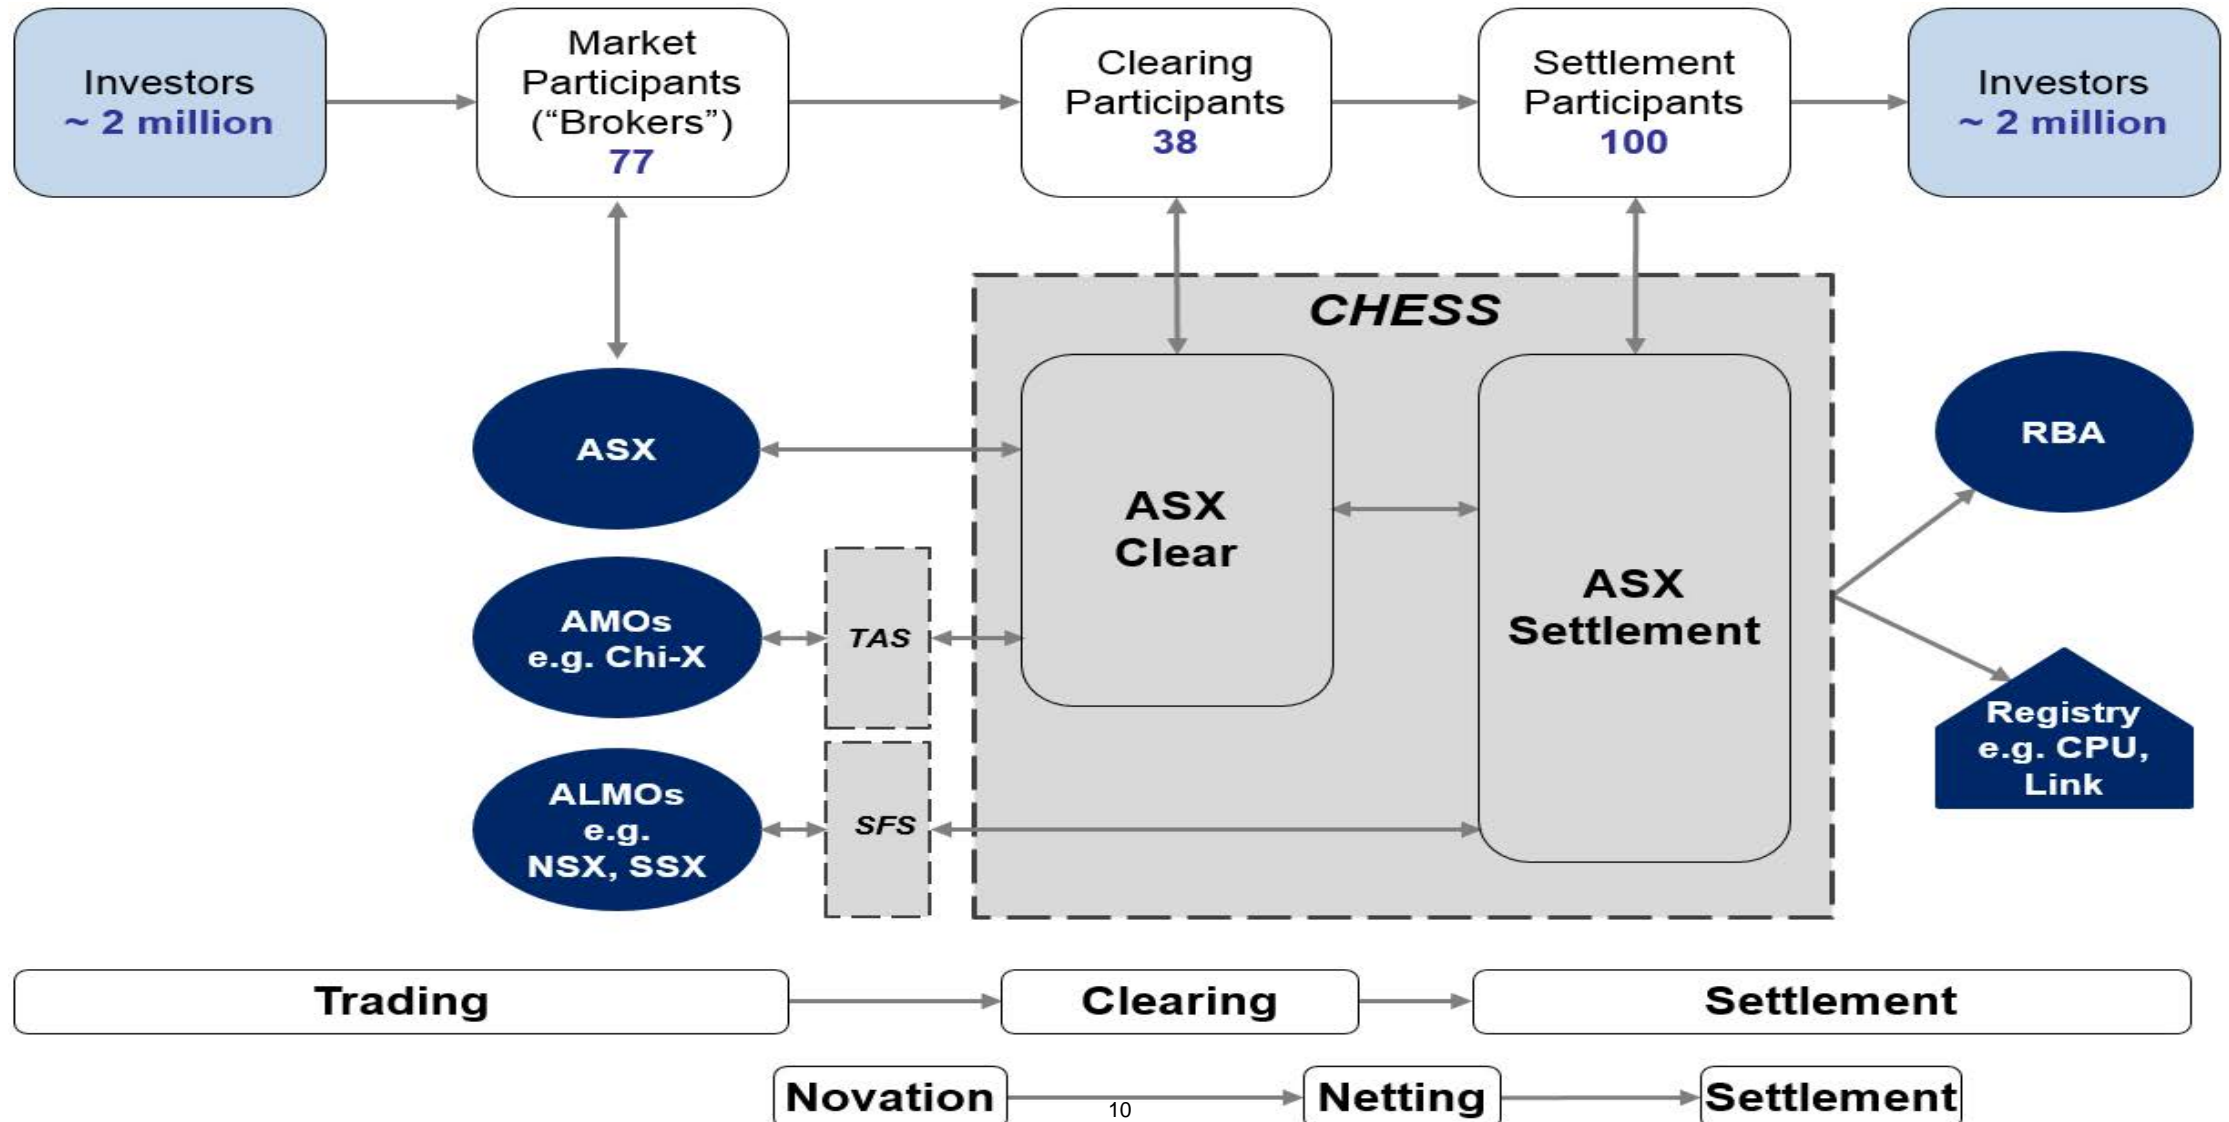 Investors
~ 2 million
Market
Participants
(“Brokers”)
77
Clearing
Participants
38
Settlement
Participants
100
Investors
~ 2 million
CHESS
ASX
ASX
Clear
ASX
Settlement
RBA
AMOs
e.g. Chi-X
TAS
ALMOs
e.g.
NSX, SSX
SFS
Registry
e.g. CPU,
Link
Trading
Clearing
Settlement
Novation
Netting
Settlement
10